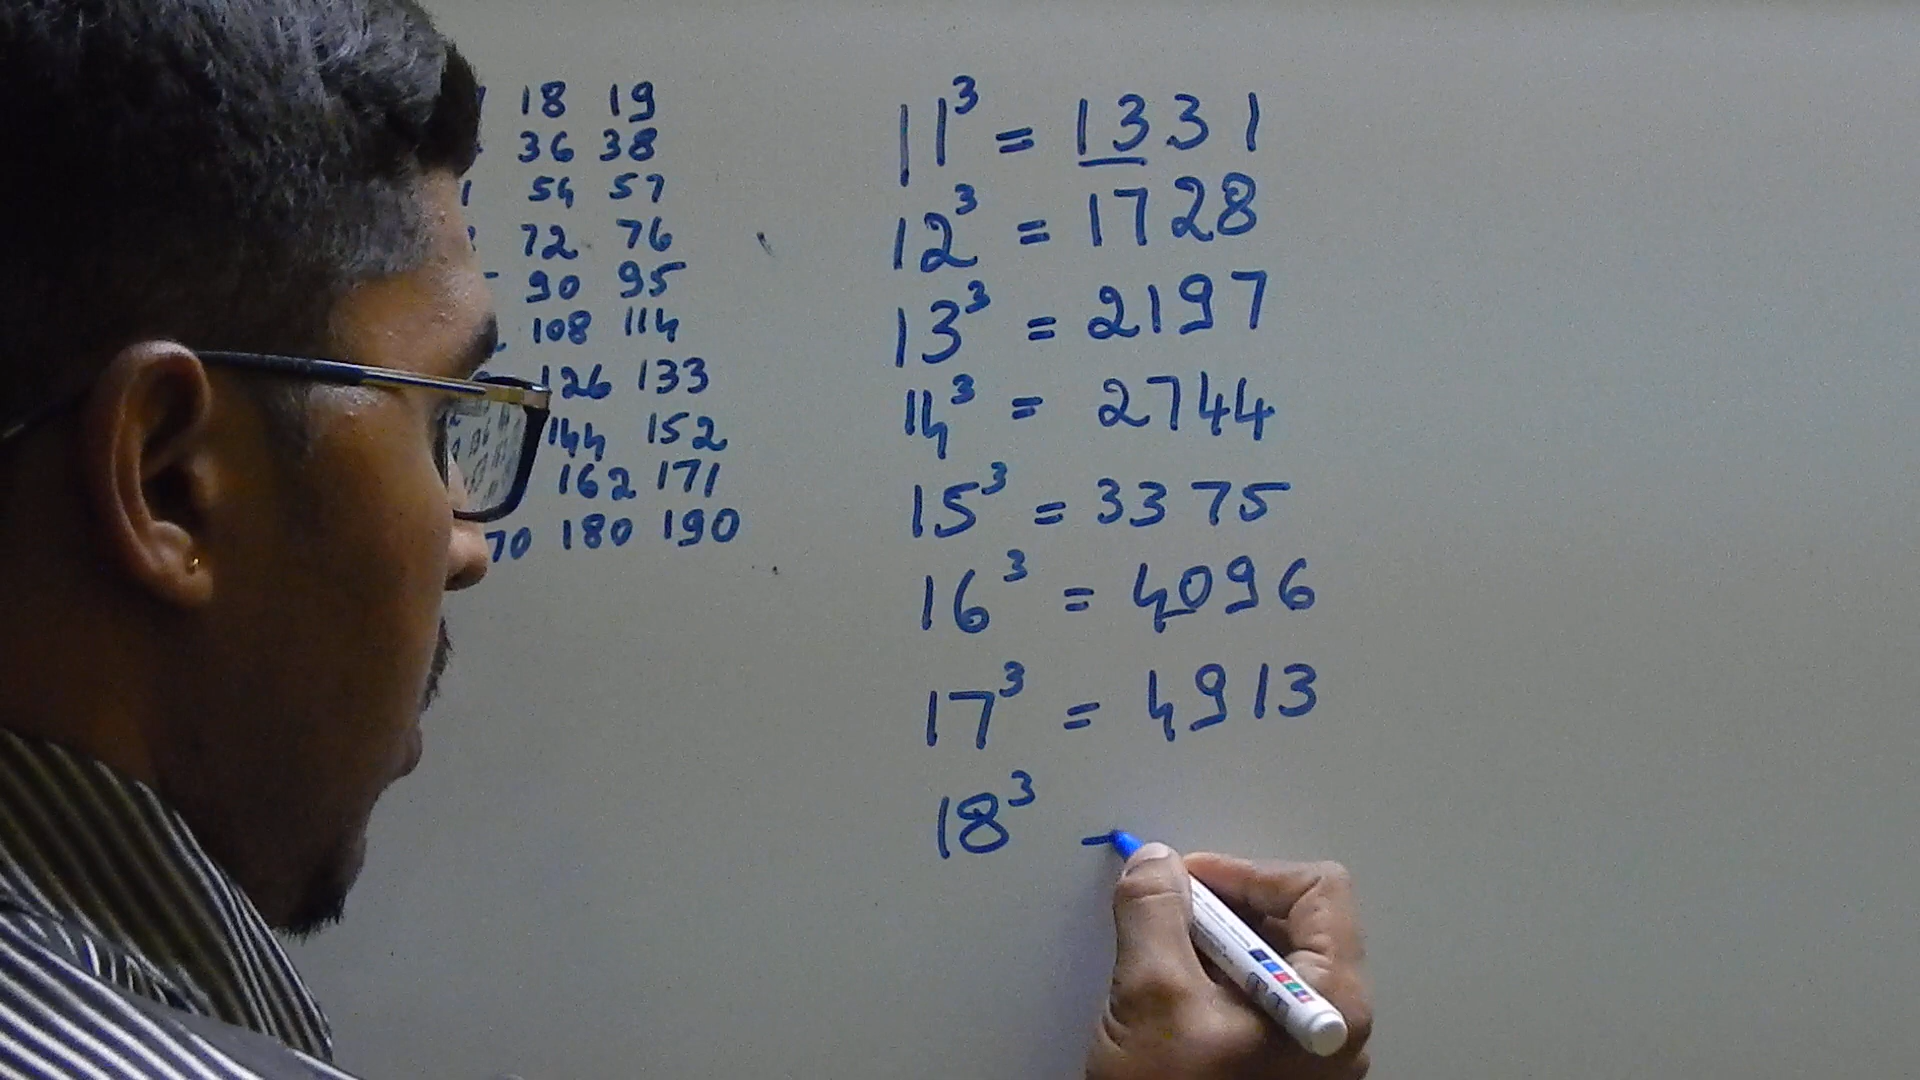 18 19
36 38
54 57
72 76
90 95
108 114
126 133
144 152
162 171
70 180 190
11³ = 1331
12³ = 1728
13³ = 2197
14³ = 2744
15³ = 3375
16³ = 4096
17³ = 4913
18³ -